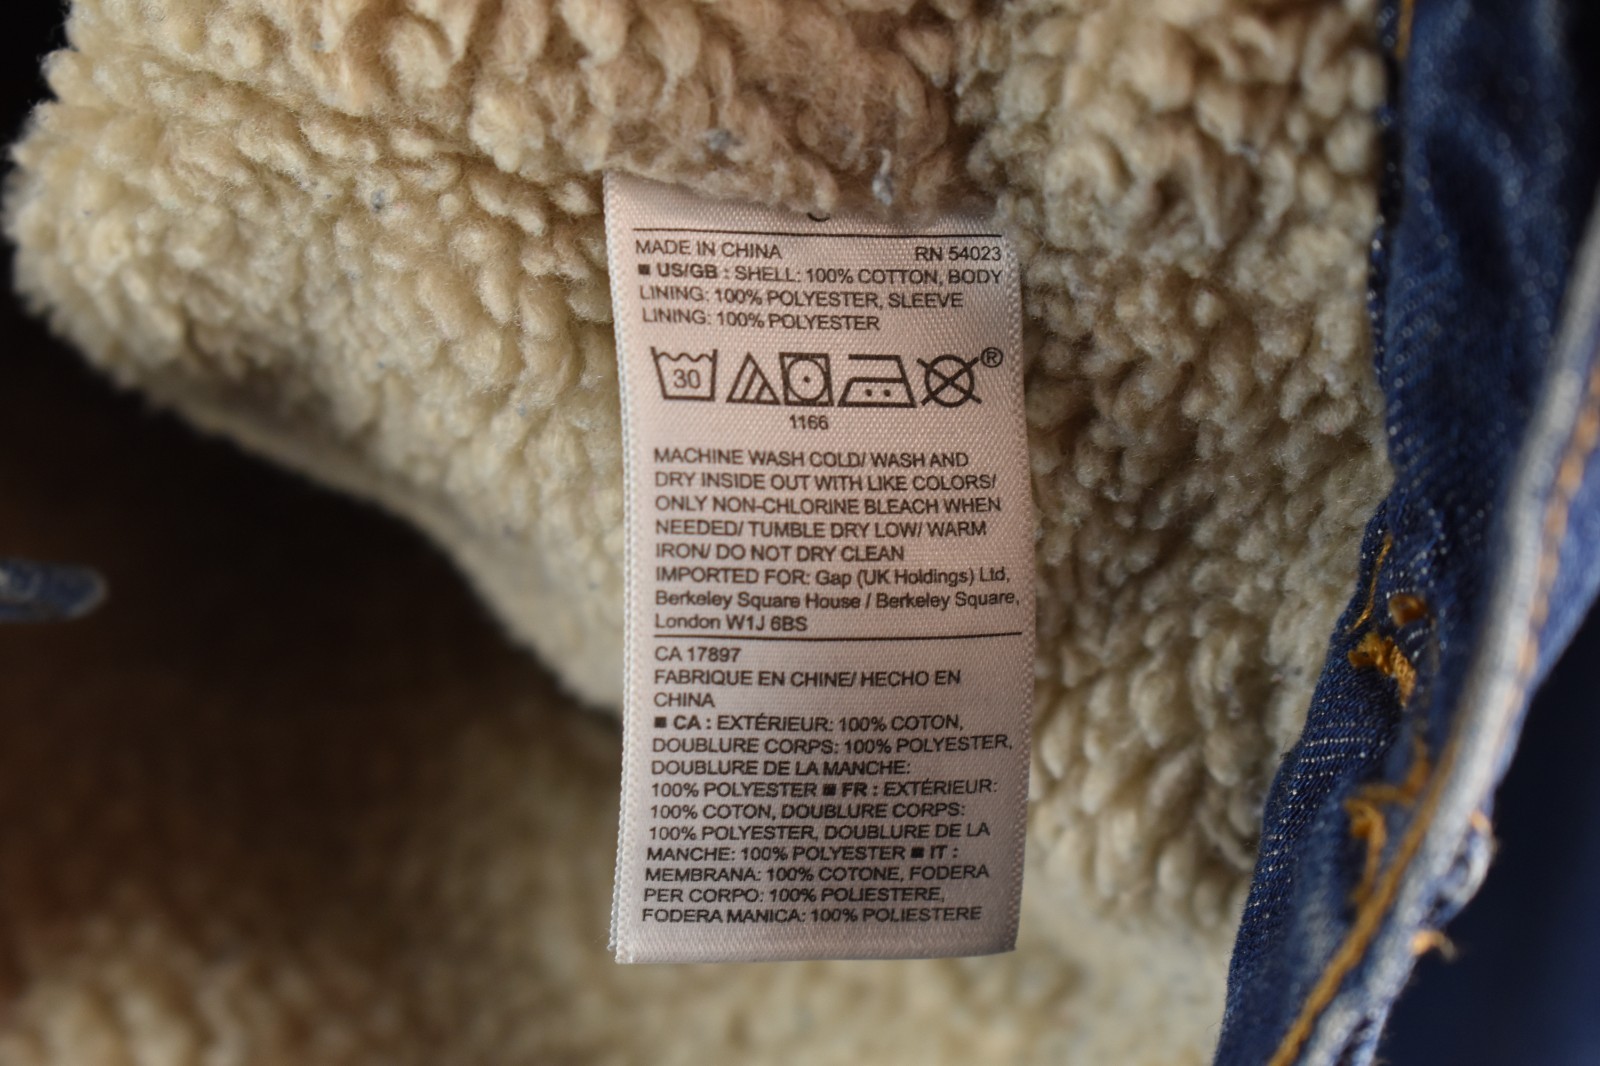 MADE IN CHINA RN 54023
■ US/GB : SHELL: 100% COTTON, BODY
LINING: 100% POLYESTER, SLEEVE
LINING: 100% POLYESTER
30 ®
1166
MACHINE WASH COLD/ WASH AND
DRY INSIDE OUT WITH LIKE COLORS/
ONLY NON-CHLORINE BLEACH WHEN
NEEDED/ TUMBLE DRY LOW/ WARM
IRON/ DO NOT DRY CLEAN
IMPORTED FOR: Gap (UK Holdings) Ltd,
Berkeley Square House / Berkeley Square,
London W1J 6BS
CA 17897
FABRIQUE EN CHINE/ HECHO EN
CHINA
■ CA : EXTÉRIEUR: 100% COTON,
DOUBLURE CORPS: 100% POLYESTER,
DOUBLURE DE LA MANCHE:
100% POLYESTER ■ FR : EXTÉRIEUR:
100% COTON, DOUBLURE CORPS:
100% POLYESTER, DOUBLURE DE LA
MANCHE: 100% POLYESTER ■ IT :
MEMBRANA: 100% COTONE, FODERA
PER CORPO: 100% POLIESTERE,
FODERA MANICA: 100% POLIESTERE